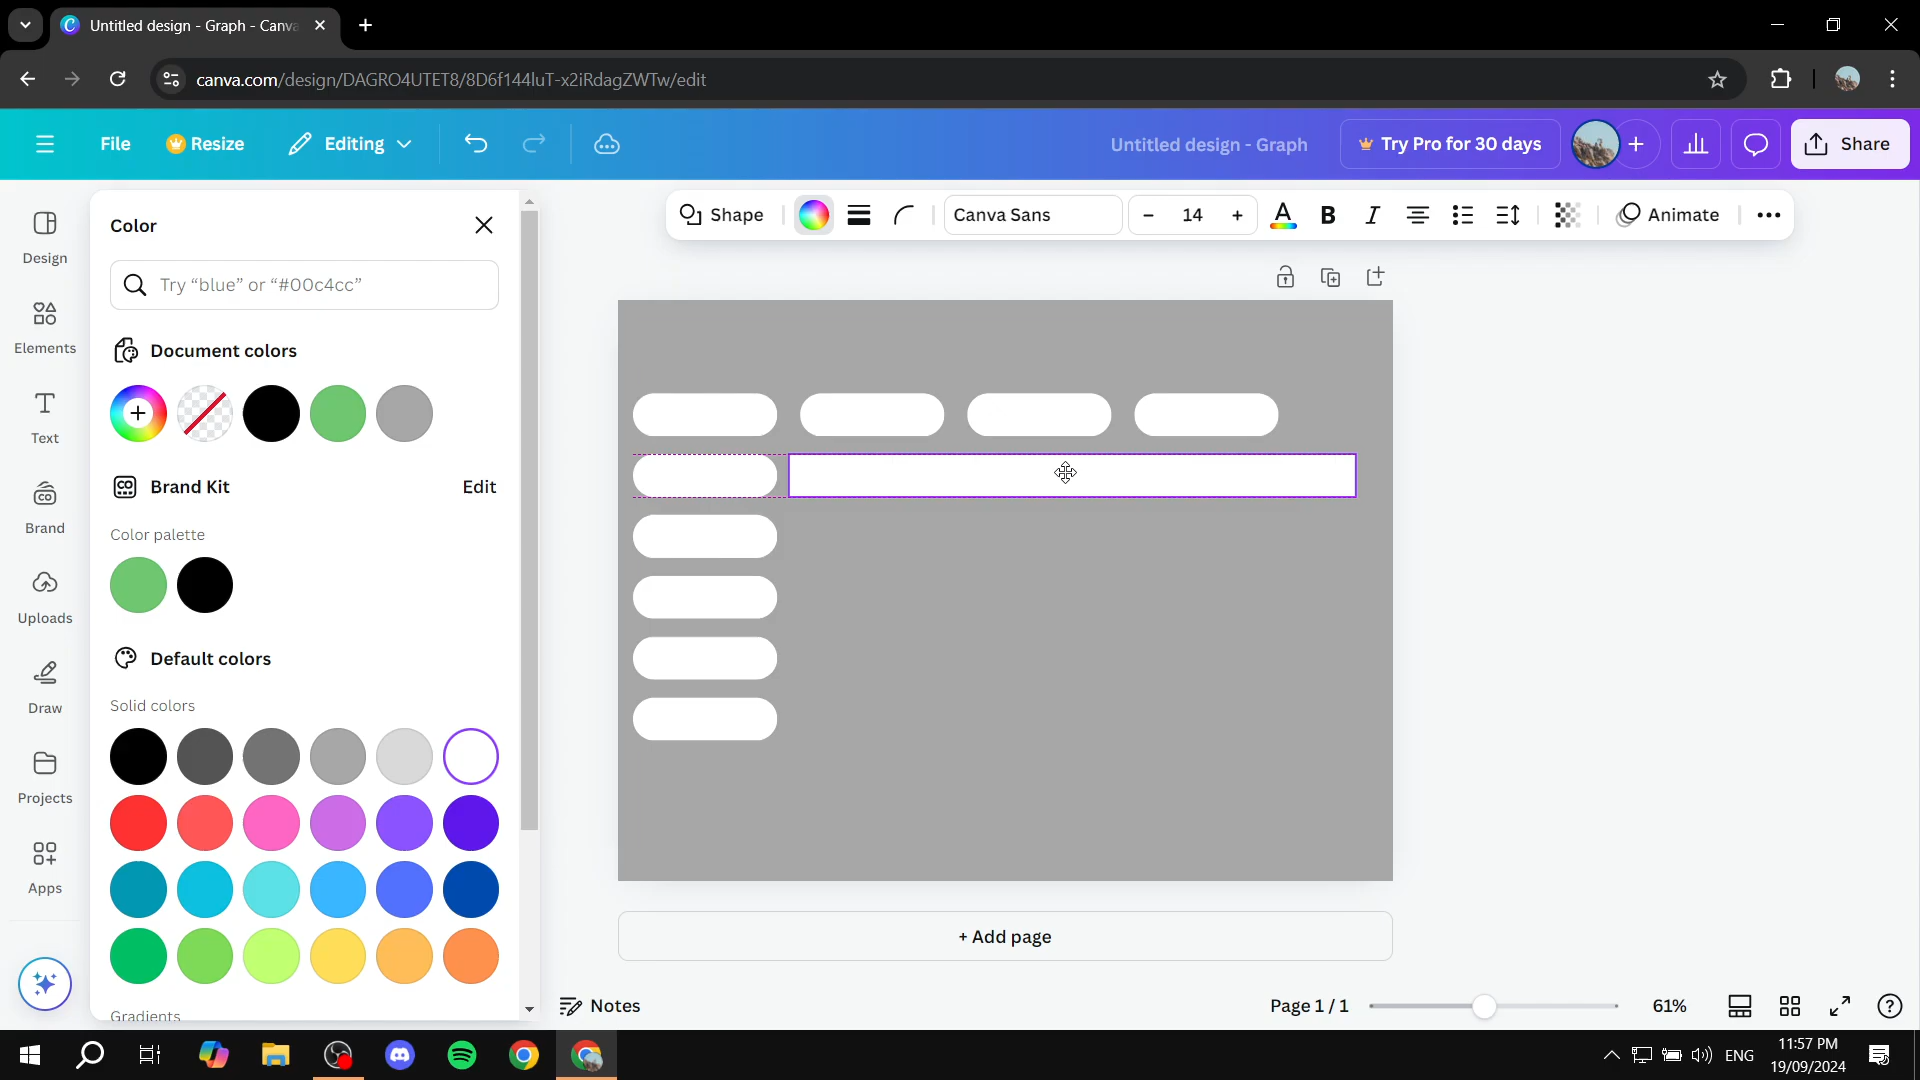 Untitled design - Graph - Canva
canva.com/design/DAGRO4UTET8/8D6f144luT-x2iRdagZWTw/edit
File
Resize
Editing
Untitled design - Graph
Try Pro for 30 days
Share
Design
Elements
Text
Brand
Uploads
Draw
Projects
Apps
Color
Try “blue” or “#00c4cc”
Document colors
Brand Kit
Edit
Color palette
Default colors
Solid colors
Gradients
Shape
Canva Sans
– 14 +
B
I
Animate
+ Add page
Notes
Page 1 / 1
61%
ENG
11:57 PM
19/09/2024